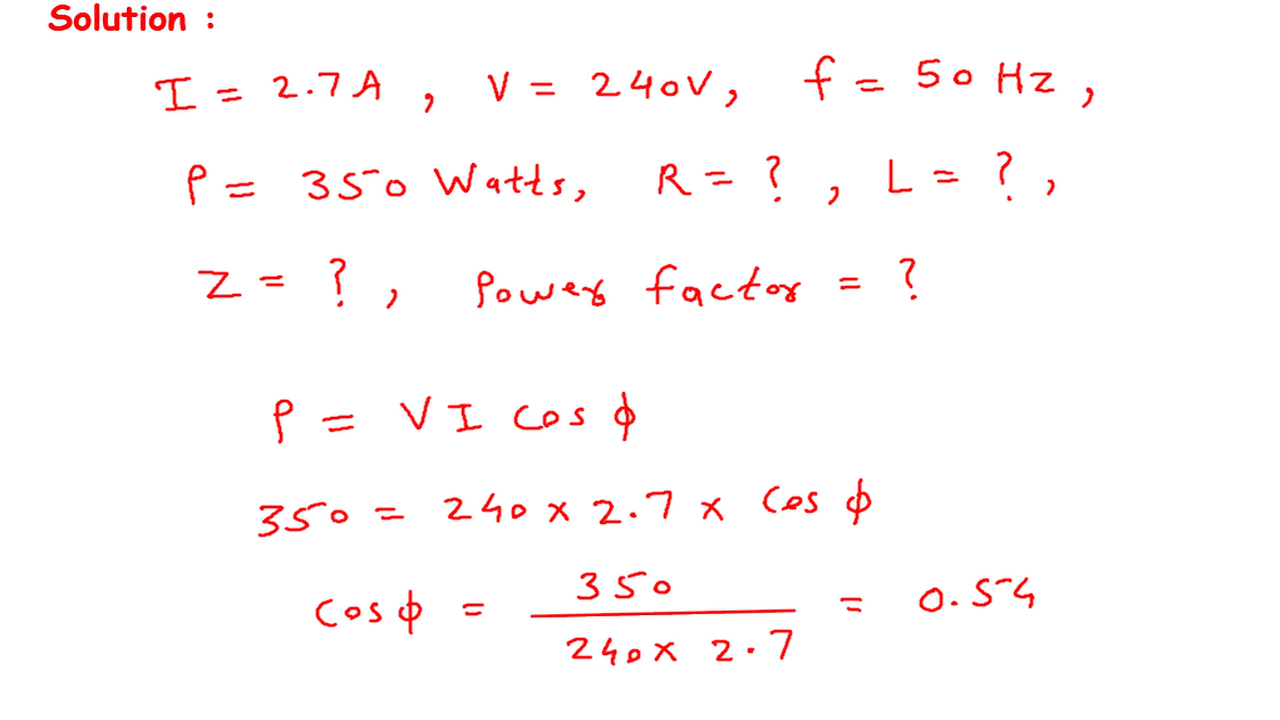 Solution :
I = 2.7 A , V = 240V, f = 50 Hz ,
P = 350 Watts, R = ? , L = ? ,
Z = ? , Power factor = ?
P = V I Cos ϕ
350 = 240 x 2.7 x Cos ϕ
Cos ϕ = 350 / 240 x 2.7 = 0.54